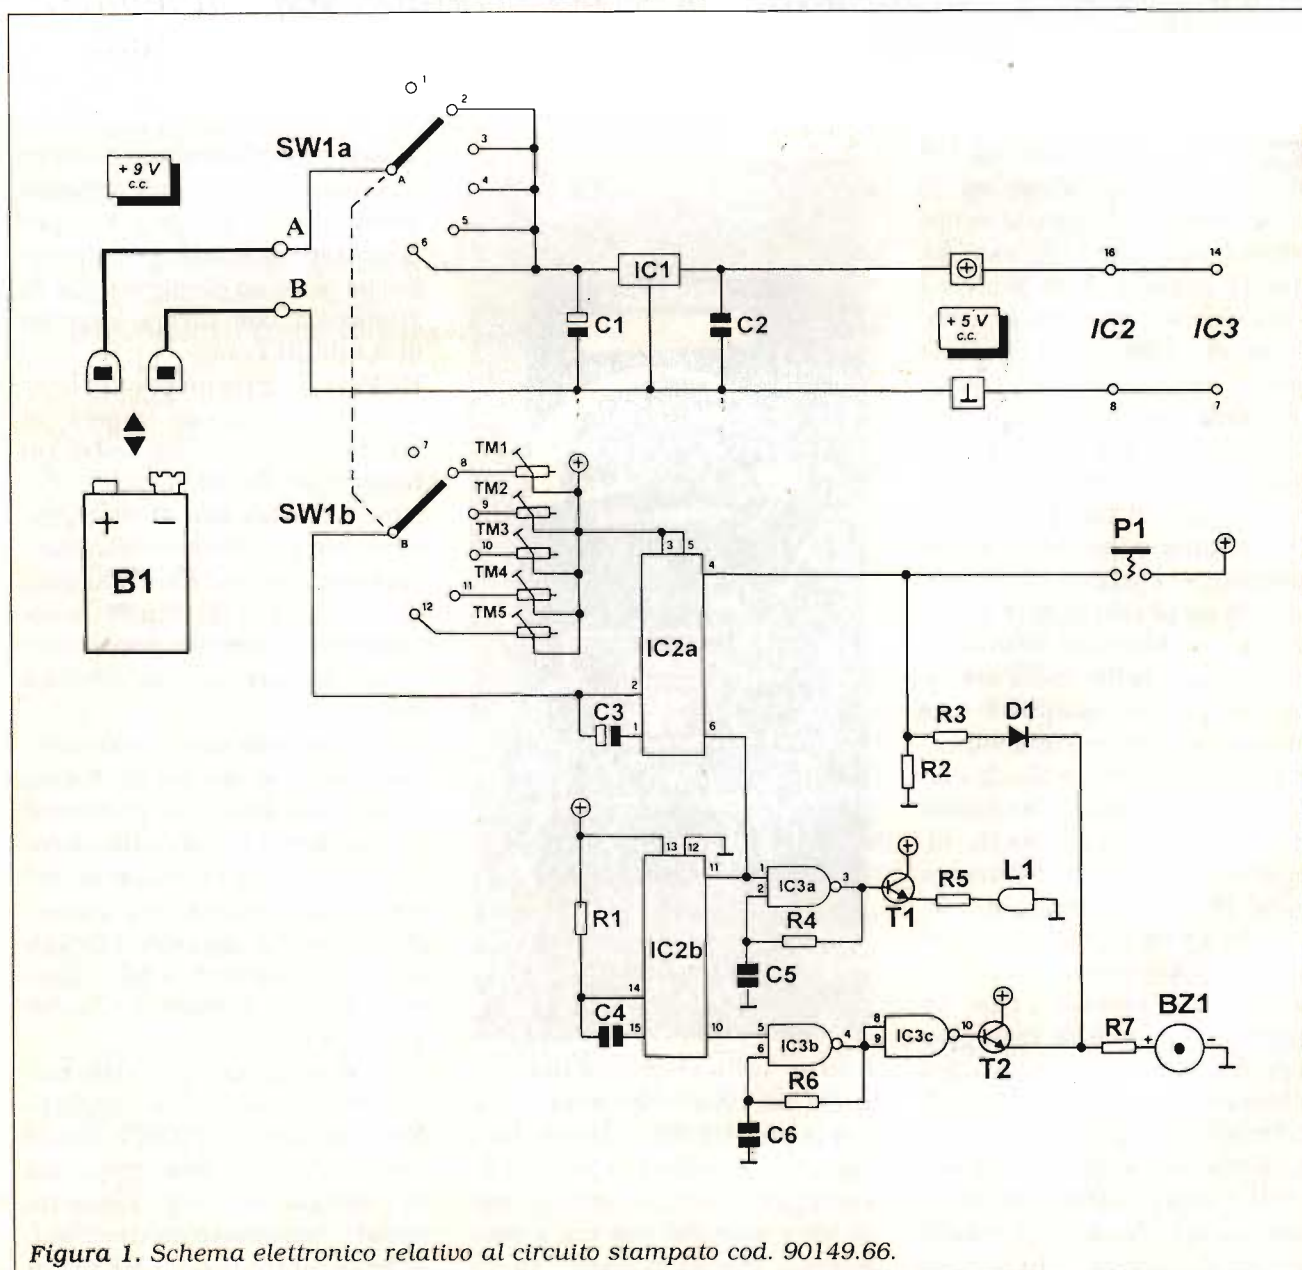 1
2
SW1a
3
+ 9 V
c.c.
A
4
A
5
6
B
IC1
16
14
C1
C2
+ 5 V
c.c.
IC2
IC3
8
7
7
TM1
8
TM2
SW1b
9
TM3
B
3 5
P1
10
TM4
4
+ −
11
B1
12
TM5
IC2a
2
C3
1
6
R3
D1
R2
13 12
11
1
2
IC3a
3
R5
L1
T1
R1
R4
IC2b
C5
14
C4
15
10
5
6
IC3b
4
8
9
IC3c
10
BZ1
R7
+
−
T2
R6
C6
Figura 1. Schema elettronico relativo al circuito stampato cod. 90149.66.